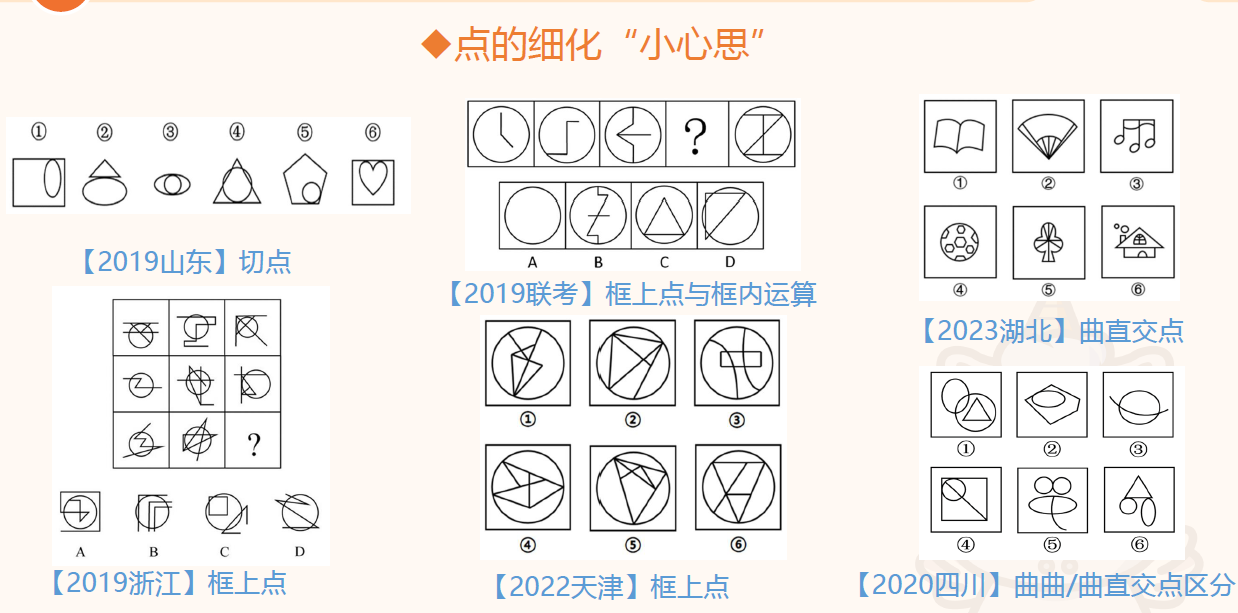 ◆点的细化“小心思”
① ② ③ ④ ⑤ ⑥
【2019山东】切点
?
A B C D
【2019联考】框上点与框内运算
① ② ③
④ ⑤ ⑥
【2023湖北】曲直交点
?
A B C D
【2019浙江】框上点
① ② ③
④ ⑤ ⑥
【2022天津】框上点
① ② ③
④ ⑤ ⑥
【2020四川】曲曲/曲直交点区分